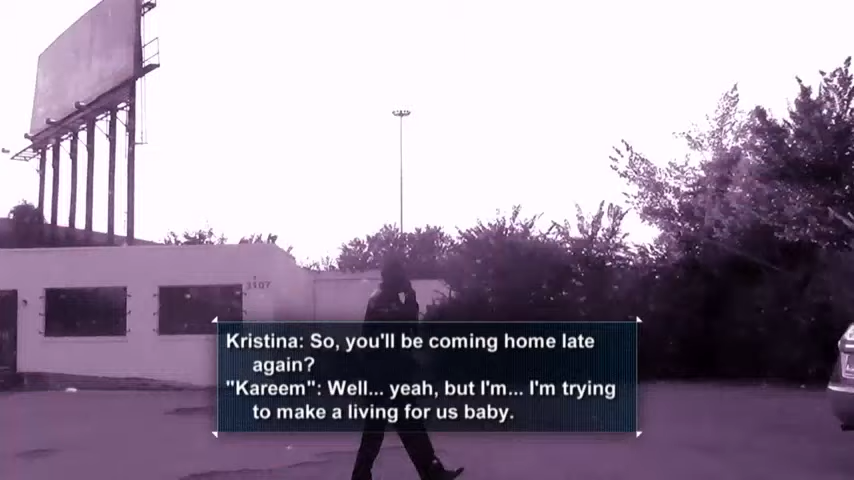 3107
Kristina: So, you'll be coming home late
again?
"Kareem": Well... yeah, but I'm... I'm trying
to make a living for us baby.